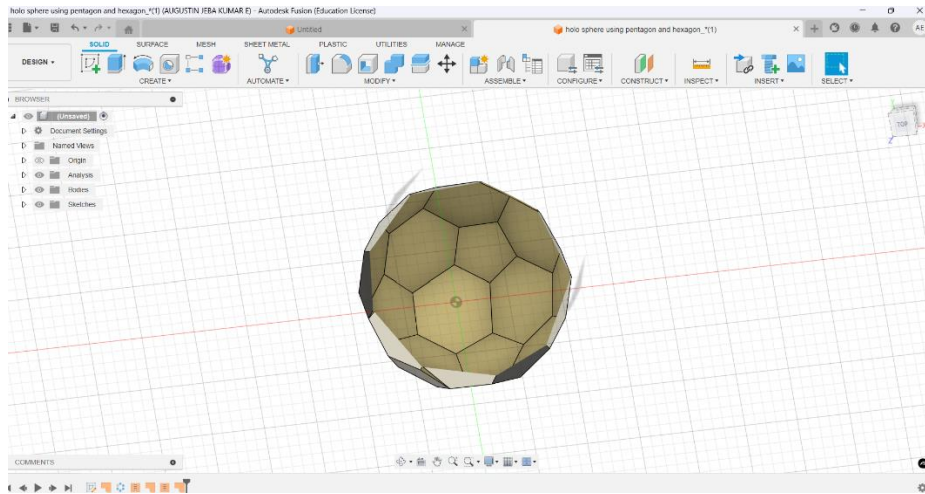 holo sphere using pentagon and hexagon_*(1) (AUGUSTIN JEBA KUMAR E) - Autodesk Fusion (Education License)
Untitled
holo sphere using pentagon and hexagon_*(1)
AE
SOLID SURFACE MESH SHEET METAL PLASTIC UTILITIES MANAGE
DESIGN
CREATE AUTOMATE MODIFY ASSEMBLE CONFIGURE CONSTRUCT INSPECT INSERT SELECT
BROWSER
(Unsaved)
TOP
Document Settings
Named Views
Origin
Analysis
Bodies
Sketches
COMMENTS